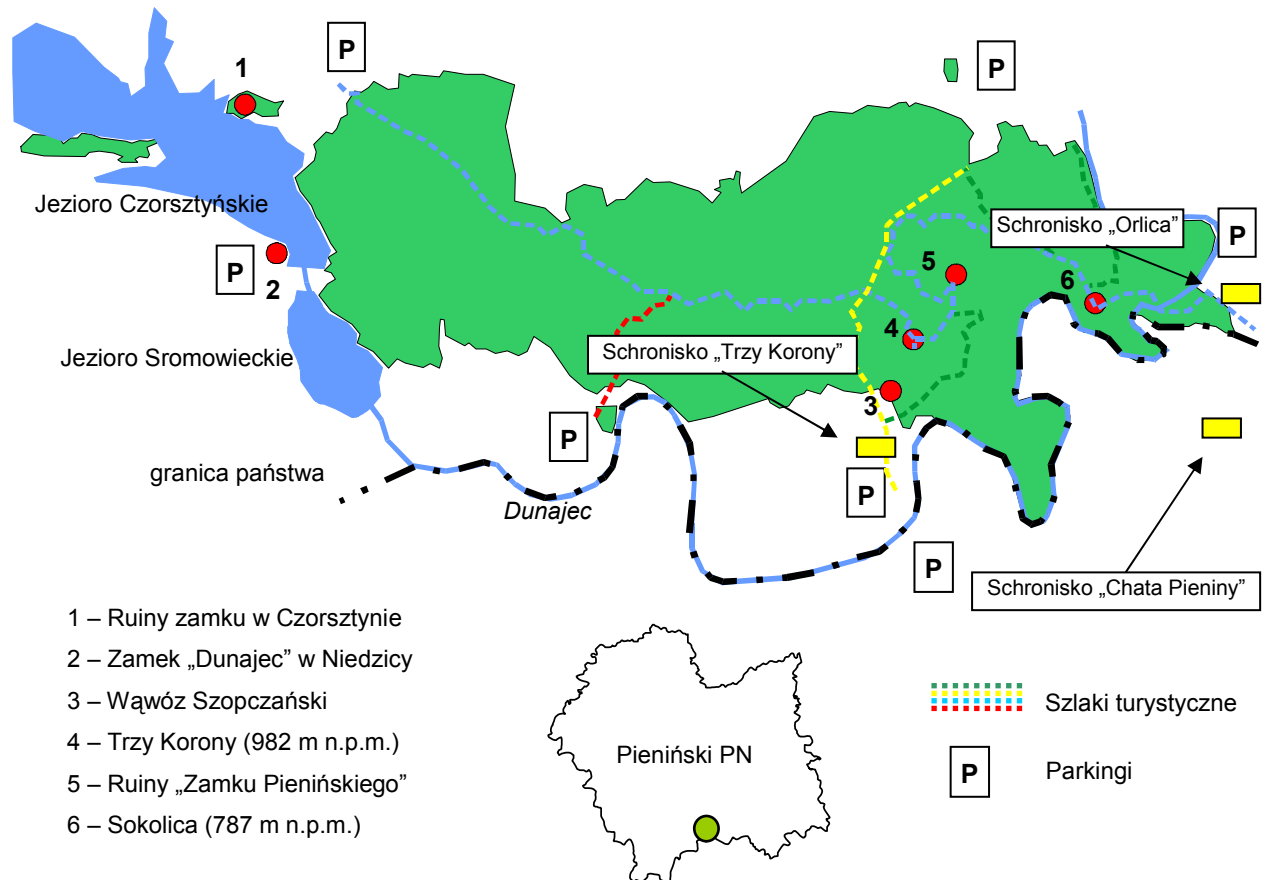 P
P
1
Jezioro Czorsztyńskie
Schronisko „Orlica”
P
P
2
5
6
Jezioro Sromowieckie
4
Schronisko „Trzy Korony”
3
P
granica państwa
P
Dunajec
P
Schronisko „Chata Pieniny”
1 – Ruiny zamku w Czorsztynie
2 – Zamek „Dunajec” w Niedzicy
3 – Wąwóz Szopczański
4 – Trzy Korony (982 m n.p.m.)
5 – Ruiny „Zamku Pienińskiego”
6 – Sokolica (787 m n.p.m.)
Pieniński PN
Szlaki turystyczne
P
Parkingi